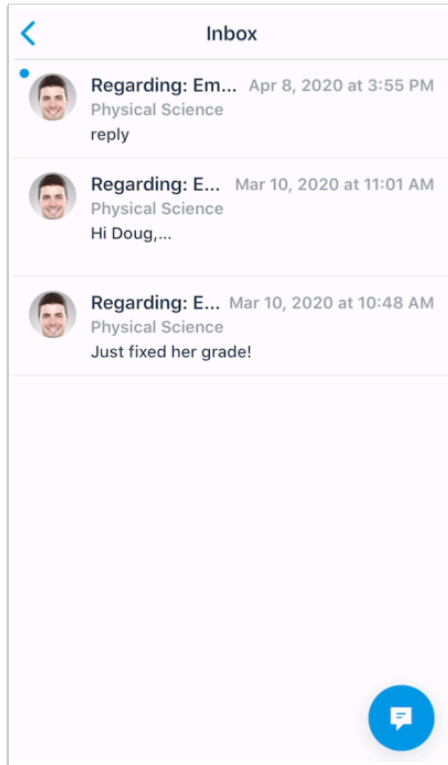 Inbox
Regarding: Em... Apr 8, 2020 at 3:55 PM
Physical Science
reply
Regarding: E... Mar 10, 2020 at 11:01 AM
Physical Science
Hi Doug,...
Regarding: E... Mar 10, 2020 at 10:48 AM
Physical Science
Just fixed her grade!